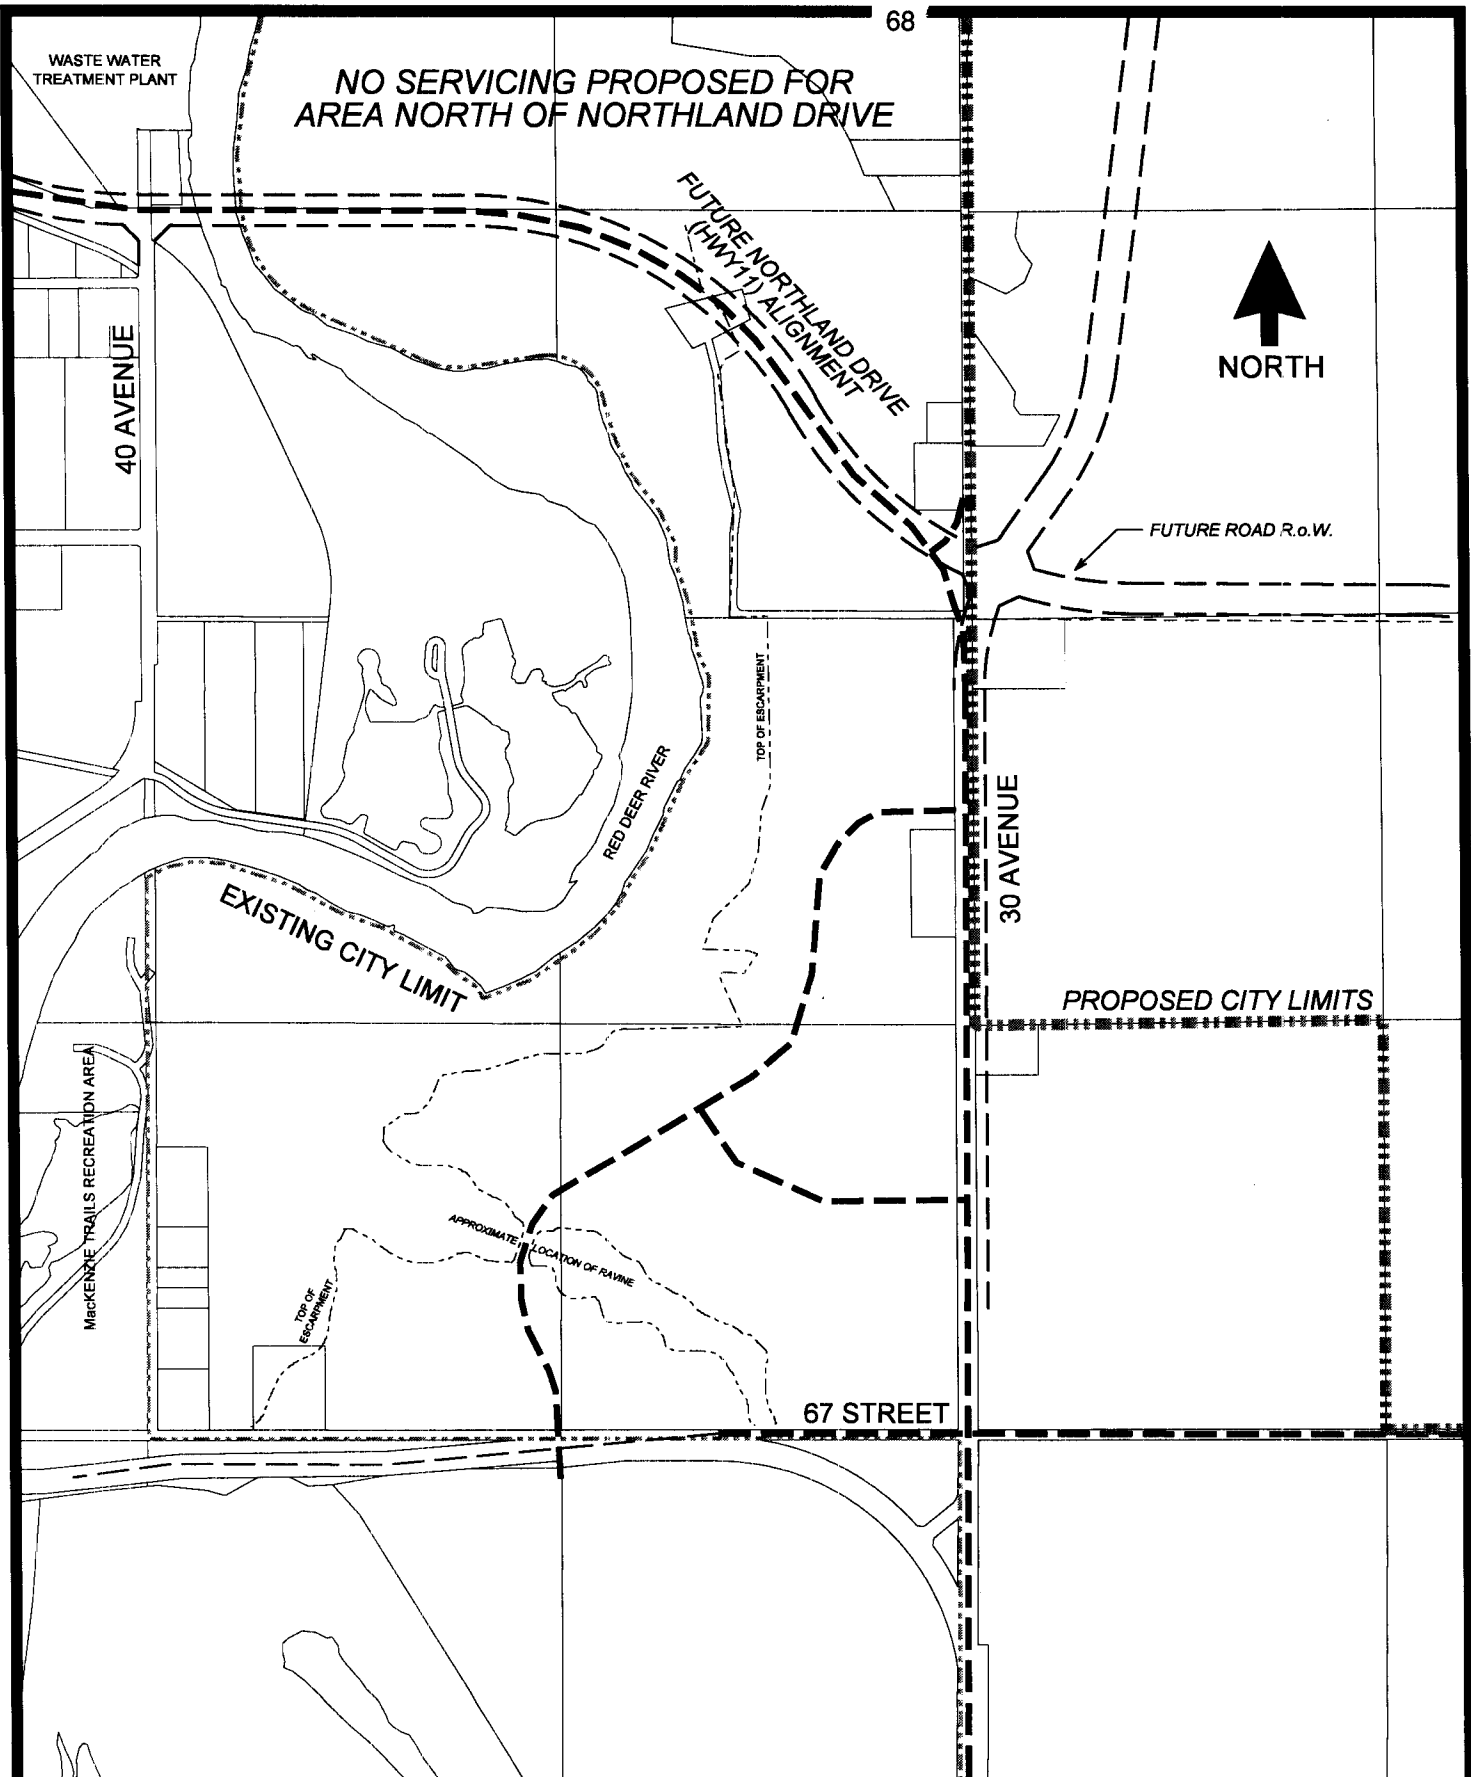 68
WASTE WATER
TREATMENT PLANT
NO SERVICING PROPOSED FOR
AREA NORTH OF NORTHLAND DRIVE
FUTURE NORTHLAND DRIVE
(HWY11) ALIGNMENT
40 AVENUE
NORTH
FUTURE ROAD R.o.W.
TOP OF ESCARPMENT
RED DEER RIVER
30 AVENUE
EXISTING CITY LIMIT
PROPOSED CITY LIMITS
MacKENZIE TRAILS RECREATION AREA
APPROXIMATE LOCATION OF RAVINE
TOP OF
ESCARPMENT
67 STREET